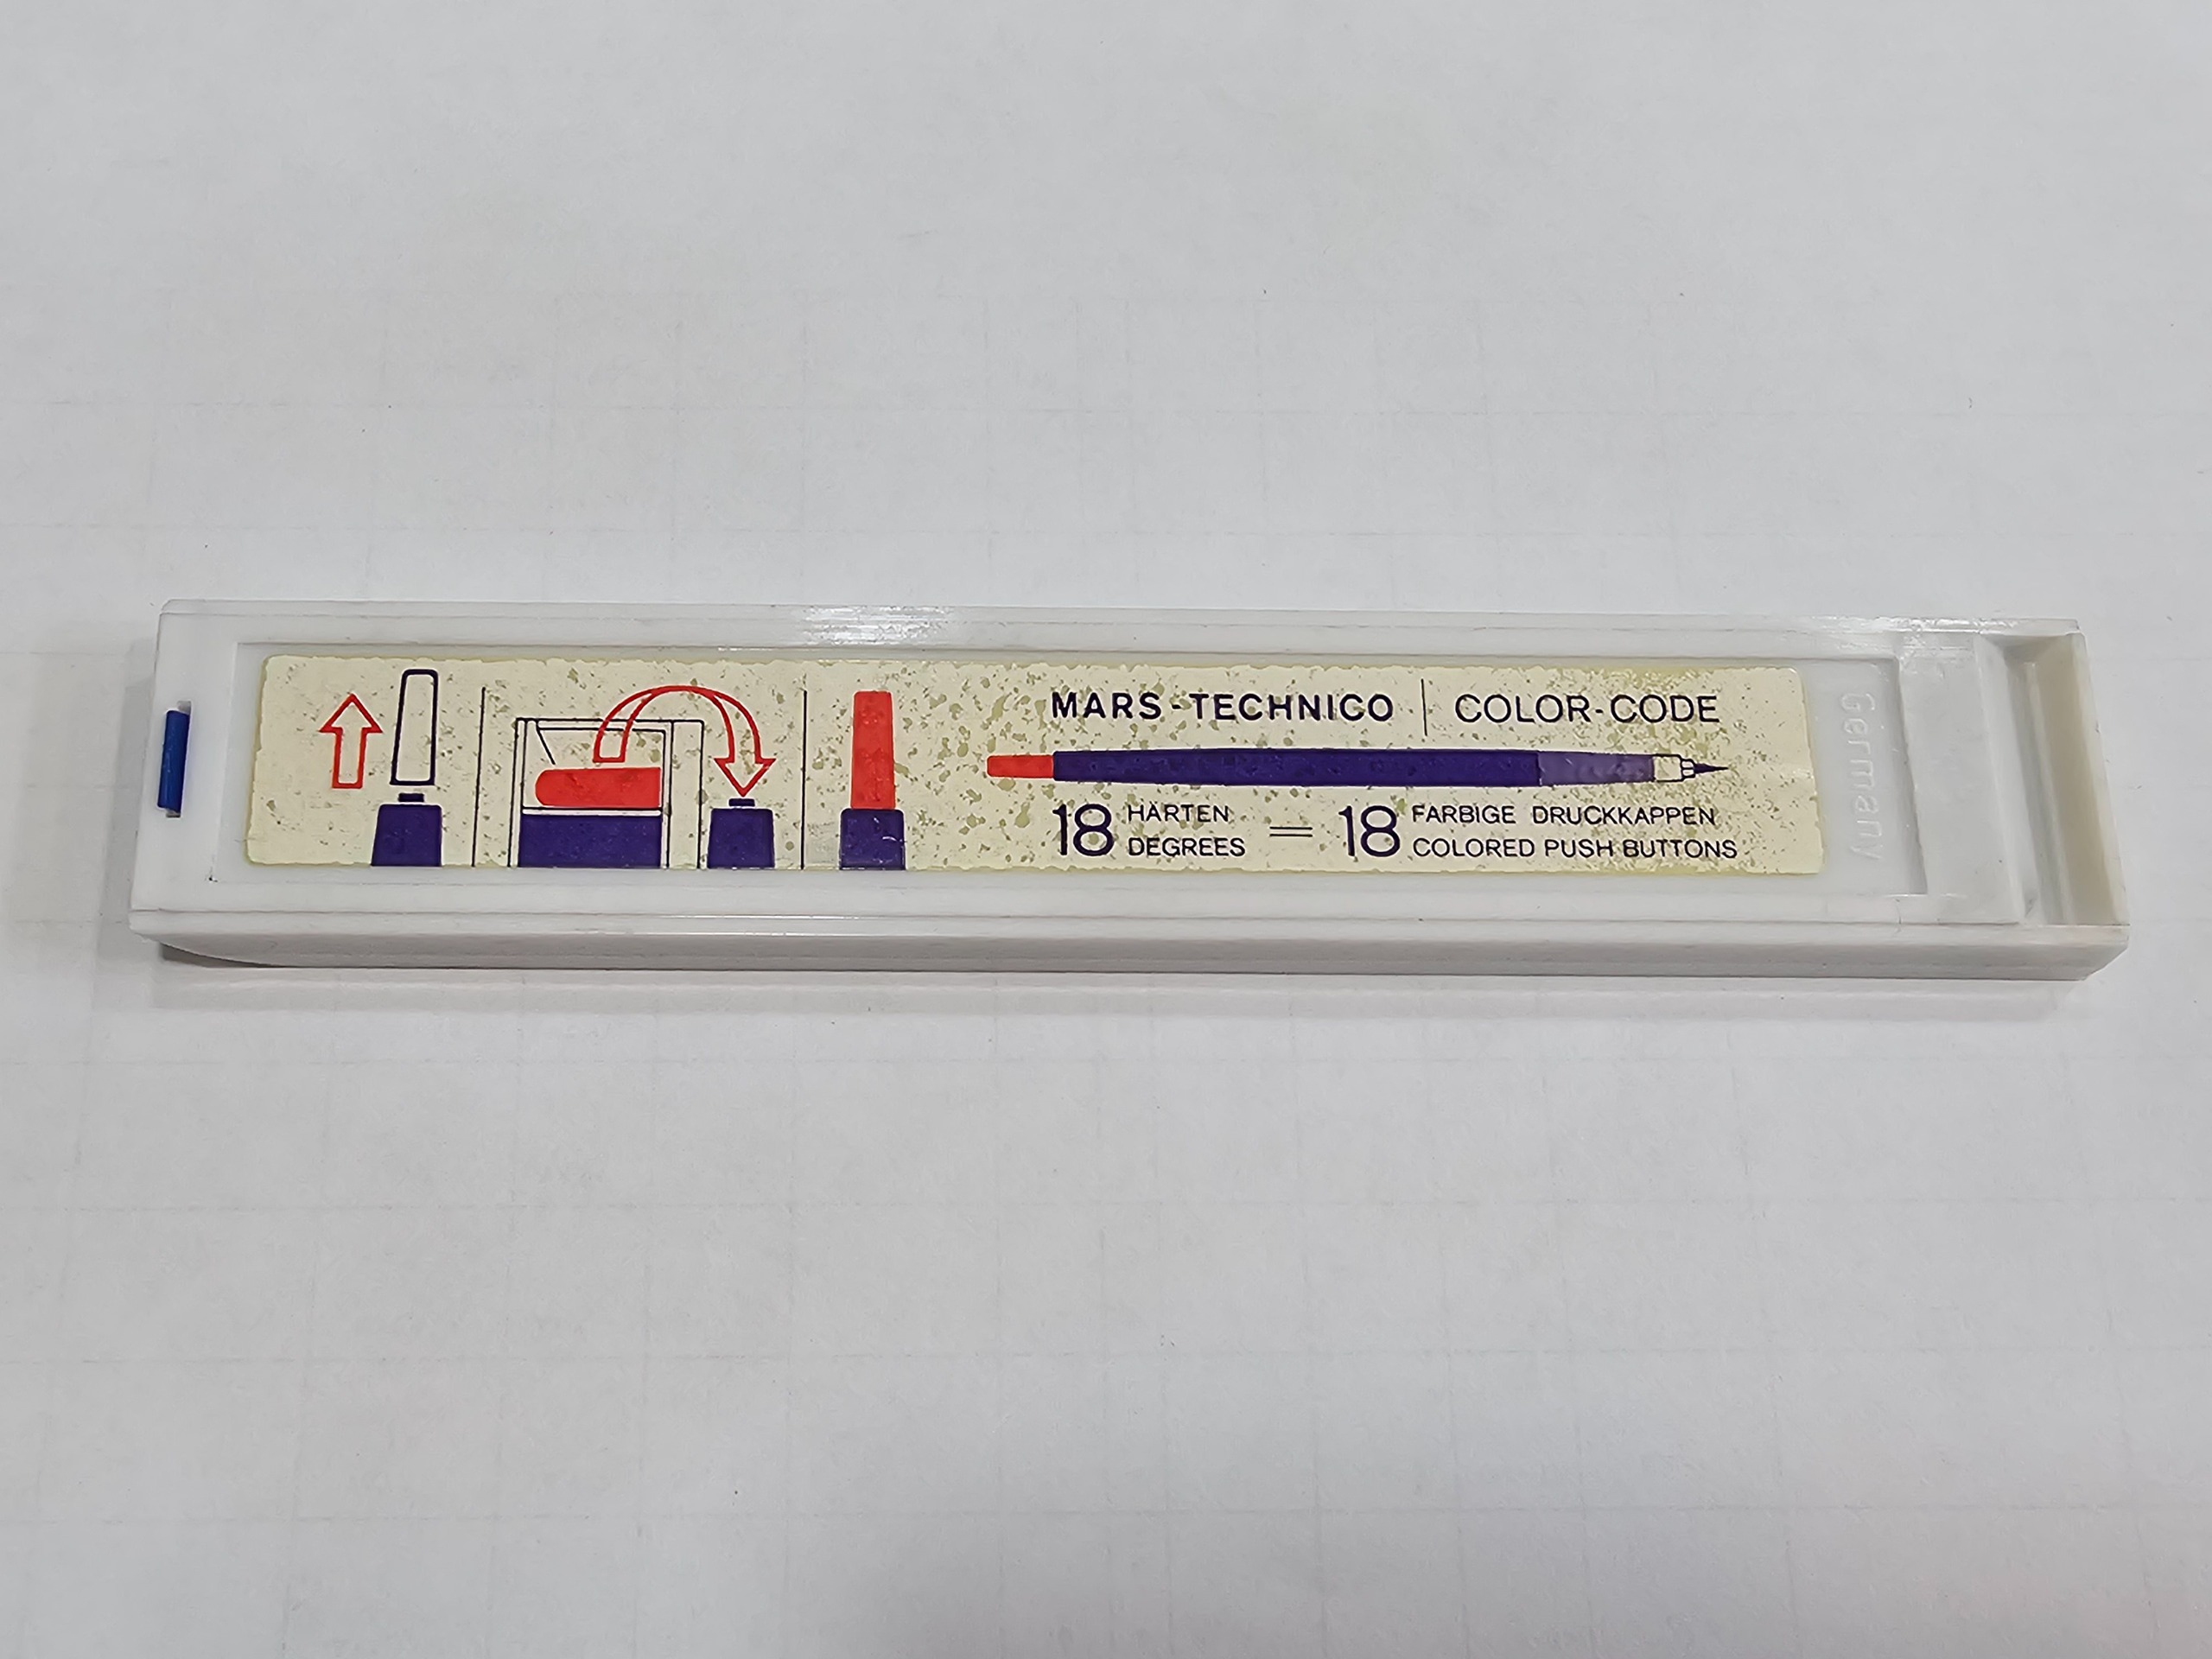 MARS-TECHNICO | COLOR-CODE
18 HÄRTEN
DEGREES
= 18 FARBIGE DRUCKKAPPEN
COLORED PUSH BUTTONS
Germany